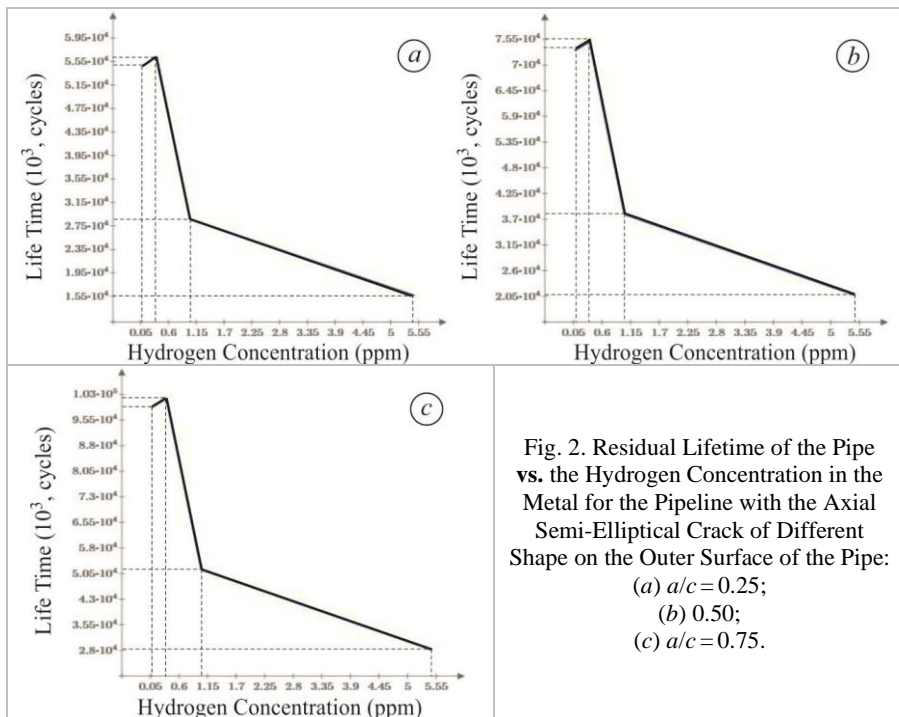 5.95·10⁴
5.55·10⁴
5.15·10⁴
4.75·10⁴
4.35·10⁴
3.95·10⁴
3.55·10⁴
3.15·10⁴
2.75·10⁴
2.35·10⁴
1.95·10⁴
1.55·10⁴
Life Time (10³, cycles)
a
0.05 0.6 1.15 1.7 2.25 2.8 3.35 3.9 4.45 5 5.55
Hydrogen Concentration (ppm)
7.55·10⁴
7·10⁴
6.45·10⁴
5.9·10⁴
5.35·10⁴
4.8·10⁴
4.25·10⁴
3.7·10⁴
3.15·10⁴
2.6·10⁴
2.05·10⁴
Life Time (10³, cycles)
b
0.05 0.6 1.15 1.7 2.25 2.8 3.35 3.9 4.45 5 5.55
Hydrogen Concentration (ppm)
1.03·10⁵
9.55·10⁴
8.8·10⁴
8.05·10⁴
7.3·10⁴
6.55·10⁴
5.8·10⁴
5.05·10⁴
4.3·10⁴
3.55·10⁴
2.8·10⁴
Life Time (10³, cycles)
c
0.05 0.6 1.15 1.7 2.25 2.8 3.35 3.9 4.45 5 5.55
Hydrogen Concentration (ppm)
Fig. 2. Residual Lifetime of the Pipe
vs. the Hydrogen Concentration in the
Metal for the Pipeline with the Axial
Semi-Elliptical Crack of Different
Shape on the Outer Surface of the Pipe:
(a) a/c = 0.25;
(b) 0.50;
(c) a/c = 0.75.